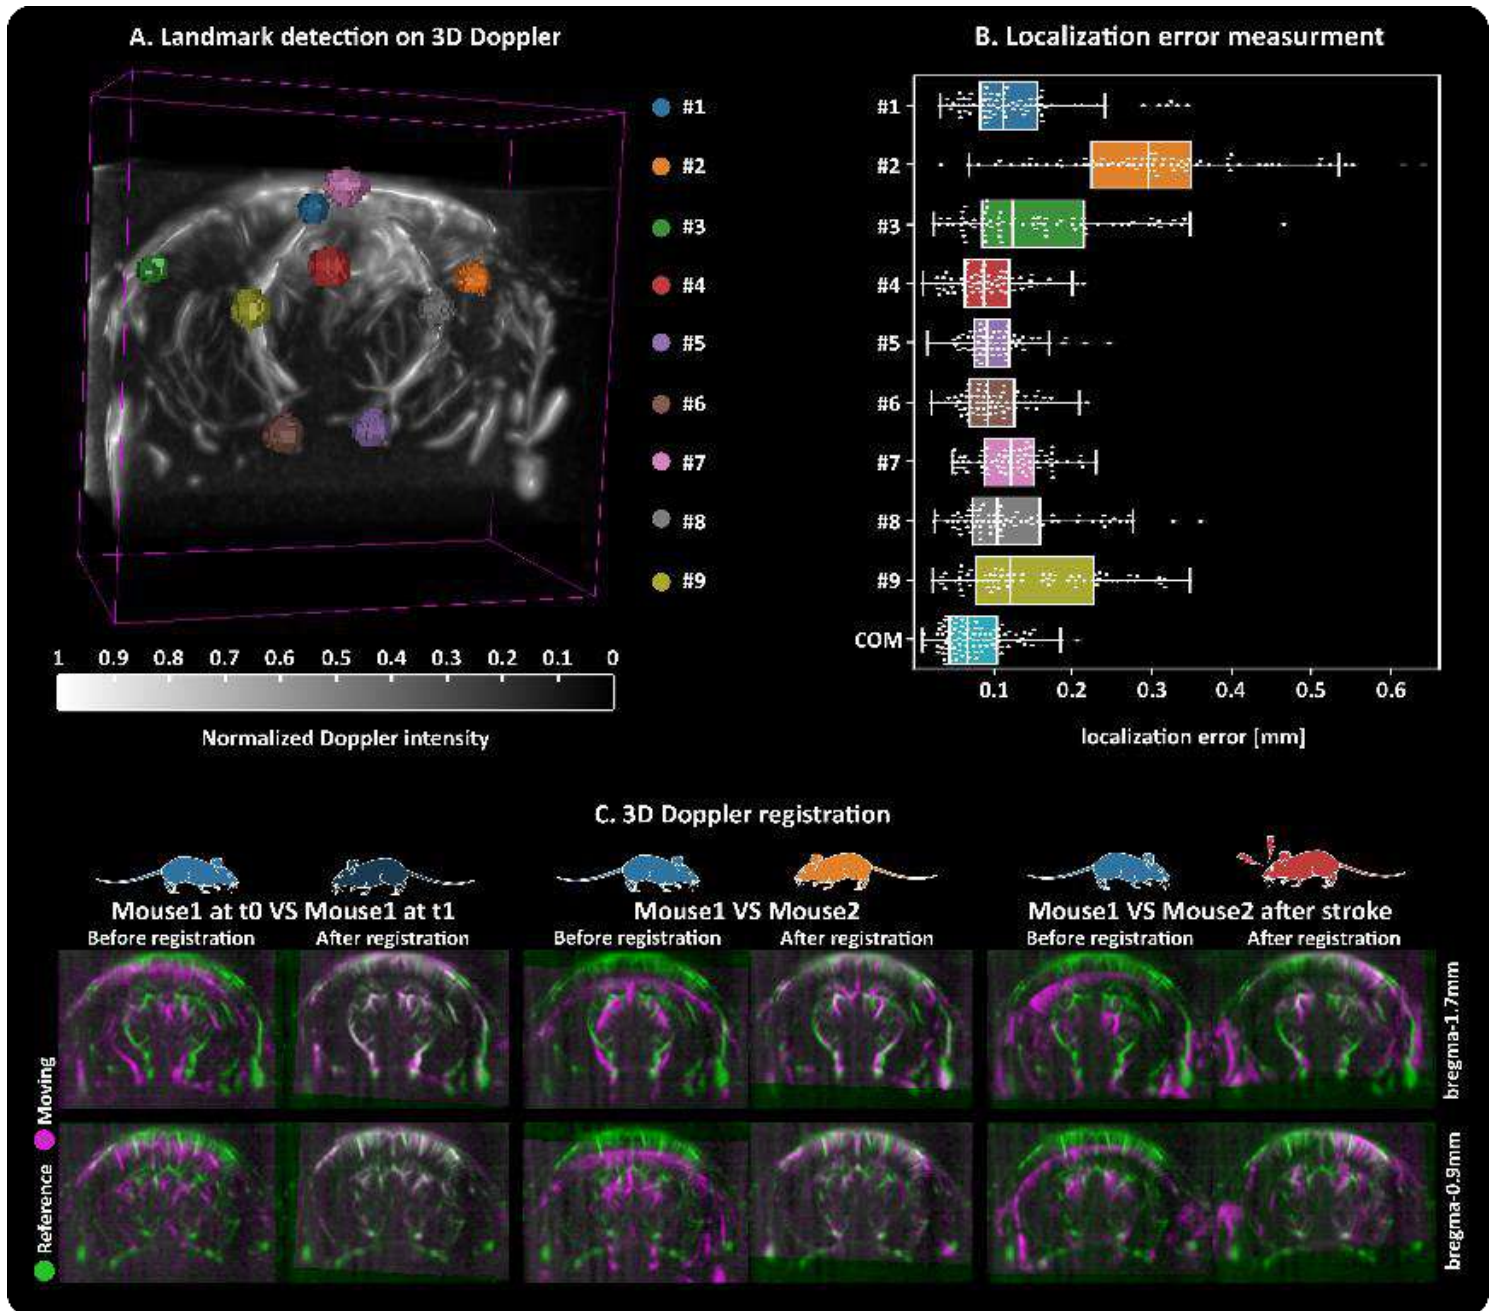 A. Landmark detection on 3D Doppler
#1
#2
#3
#4
#5
#6
#7
#8
#9
1 0.9 0.8 0.7 0.6 0.5 0.4 0.3 0.2 0.1 0
Normalized Doppler intensity
B. Localization error measurment
#1
#2
#3
#4
#5
#6
#7
#8
#9
COM
0.1 0.2 0.3 0.4 0.5 0.6
localization error [mm]
C. 3D Doppler registration
Mouse1 at t0 VS Mouse1 at t1
Before registration After registration
Mouse1 VS Mouse2
Before registration After registration
Mouse1 VS Mouse2 after stroke
Before registration After registration
Reference Moving
bregma-1.7mm
bregma-0.9mm